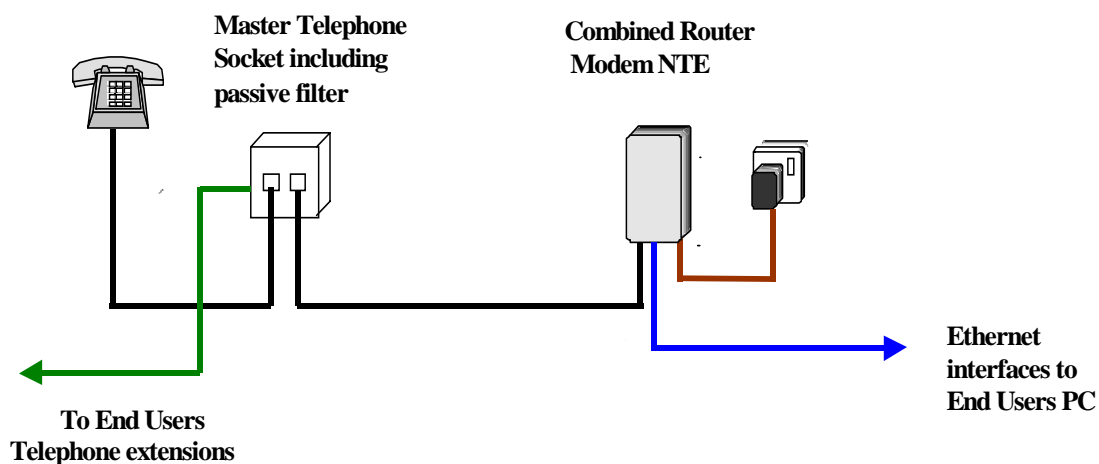 Master Telephone
Socket including
passive filter
Combined Router
Modem NTE
Ethernet
interfaces to
End Users PC
To End Users
Telephone extensions